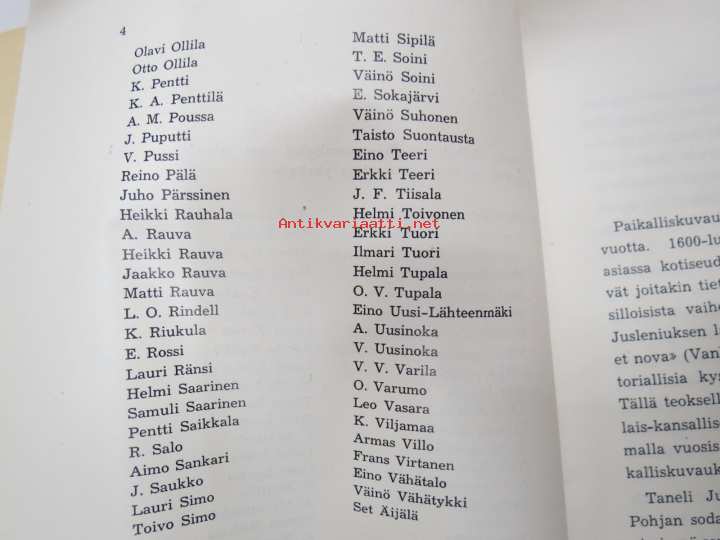 4
Olavi Ollila
Otto Ollila
K. Pentti
K. A. Penttilä
A. M. Poussa
J. Puputti
V. Pussi
Reino Pälä
Juho Pärssinen
Heikki Rauhala
A. Rauva
Heikki Rauva
Jaakko Rauva
Matti Rauva
L. O. Rindell
K. Riukula
E. Rossi
Lauri Ränsi
Helmi Saarinen
Samuli Saarinen
Pentti Saikkala
R. Salo
Aimo Sankari
J. Saukko
Lauri Simo
Toivo Simo
Matti Sipilä
T. E. Soini
Väinö Soini
E. Sokajärvi
Väinö Suhonen
Taisto Suontausta
Eino Teeri
Erkki Teeri
J. F. Tiisala
Helmi Toivonen
Erkki Tuori
Ilmari Tuori
Helmi Tupala
O. V. Tupala
Eino Uusi-Lähteenmäki
A. Uusinoka
V. Uusinoka
V. V. Varila
O. Varumo
Leo Vasara
K. Viljamaa
Armas Villo
Frans Virtanen
Eino Vähätalo
Väinö Vähätykki
Set Äijälä
Antikvariaatti.net
Paikalliskuvau
vuotta. 1600-lu
asiassa kotiseud
vät joitakin tiet
silloisista vaihe
Jusleniuksen l
et nova» (Vanl
toriallisia kys
Tällä teoksell
lais-kansallise
malla vuosis
kalliskuvauk
Taneli Ju
Pohjan soda